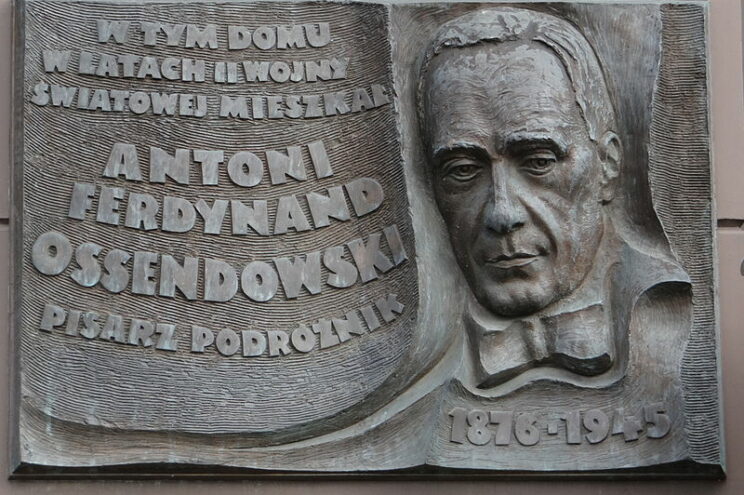 W TYM DOMU
W LATACH II WOJNY
ŚWIATOWEJ MIESZKAŁ
ANTONI
FERDYNAND
OSSENDOWSKI
PISARZ PODRÓŻNIK
1876-1945